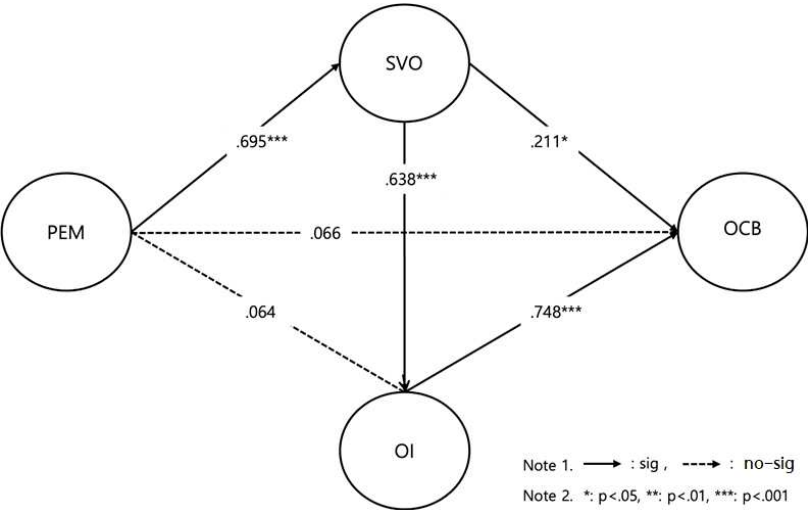 SVO
.695***
.211*
.638***
PEM
.066
OCB
.064
.748***
OI
Note 1. : sig , : no-sig
Note 2. *: p<.05, **: p<.01, ***: p<.001